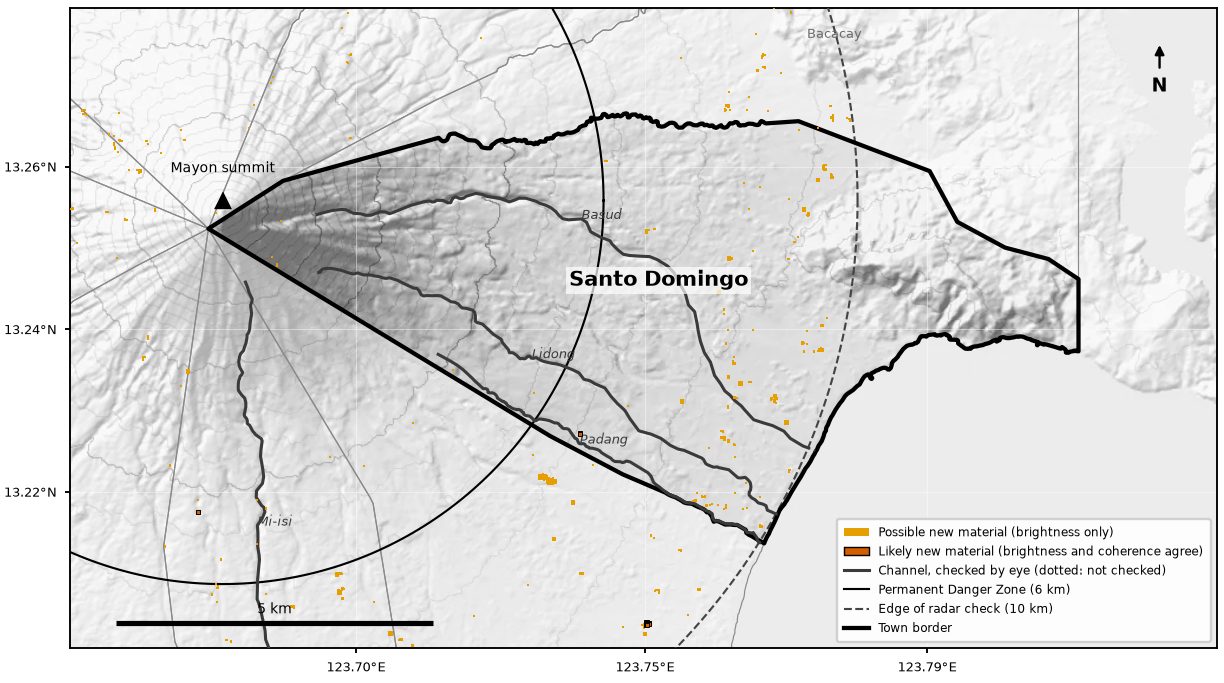 Bacacay
N
13.26°N
Mayon summit
Basud
Santo Domingo
13.24°N
Lidong
Padang
13.22°N
Mi-isi
5 km
Possible new material (brightness only)
Likely new material (brightness and coherence agree)
Channel, checked by eye (dotted: not checked)
Permanent Danger Zone (6 km)
Edge of radar check (10 km)
Town border
123.70°E
123.75°E
123.79°E